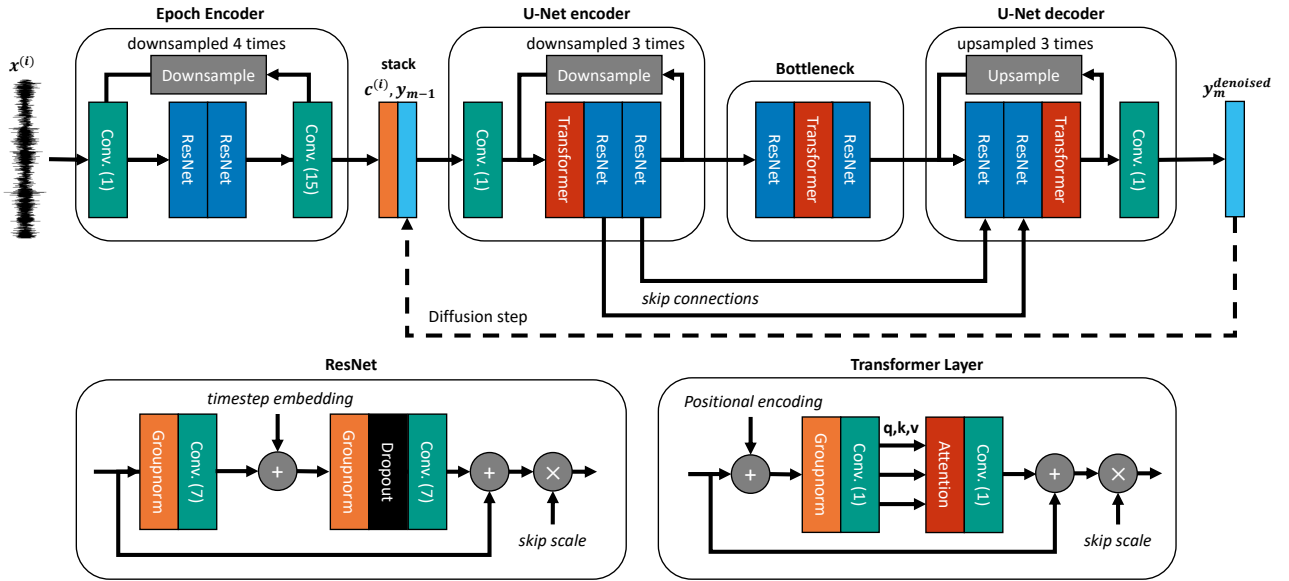 Epoch Encoder
U-Net encoder
U-Net decoder
downsampled 4 times
downsampled 3 times
upsampled 3 times
x^(i)
Downsample
stack
Downsample
Bottleneck
Upsample
c^(i), y_{m−1}
y_m^{denoised}
Conv. (1)
ResNet
ResNet
Conv. (15)
Conv. (1)
Transformer
ResNet
ResNet
ResNet
Transformer
ResNet
ResNet
ResNet
Transformer
Conv. (1)
skip connections
Diffusion step
ResNet
timestep embedding
Groupnorm
Conv. (7)
+
Groupnorm
Dropout
Conv. (7)
+
×
skip scale
Transformer Layer
Positional encoding
q,k,v
+
Groupnorm
Conv. (1)
Attention
Conv. (1)
+
×
skip scale